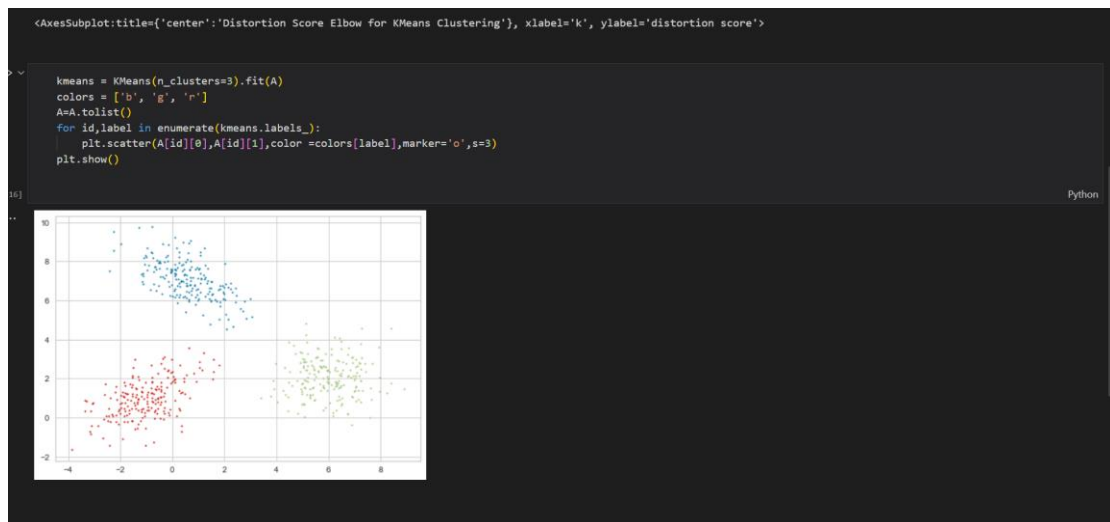 <AxesSubplot:title={'center':'Distortion Score Elbow for KMeans Clustering'}, xlabel='k', ylabel='distortion score'>
kmeans = KMeans(n_clusters=3).fit(A)
colors = ['b', 'g', 'r']
A=A.tolist()
for id,label in enumerate(kmeans.labels_):
    plt.scatter(A[id][0],A[id][1],color =colors[label],marker='o',s=3)
plt.show()
16]
Python
10
8
6
4
2
0
−2
−4 −2 0 2 4 6 8